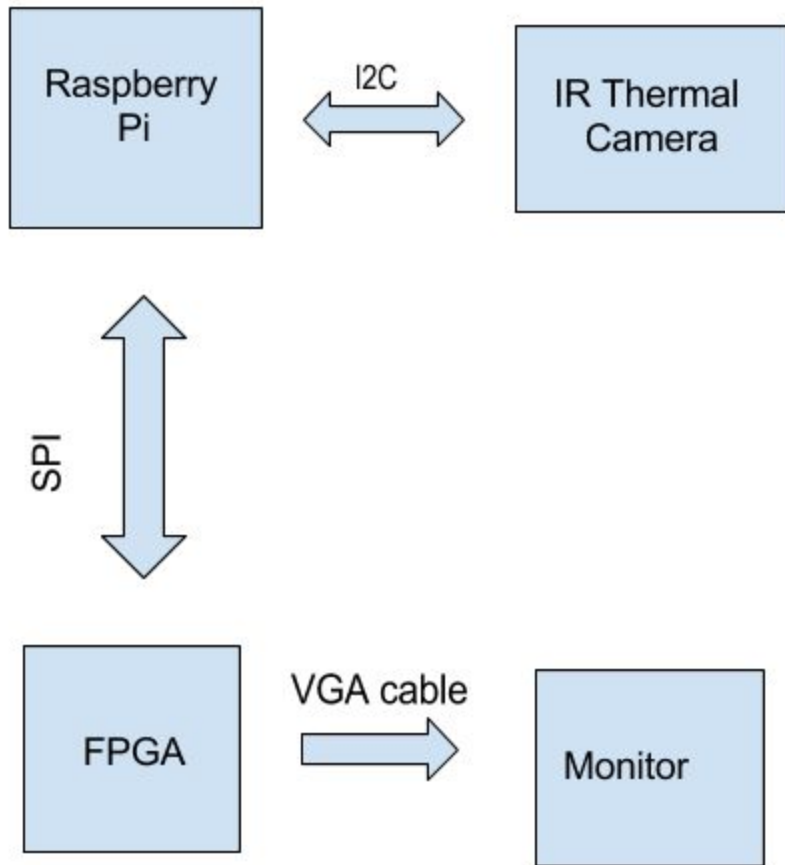 Raspberry
Pi
I2C
IR Thermal
Camera
SPI
VGA cable
FPGA
Monitor